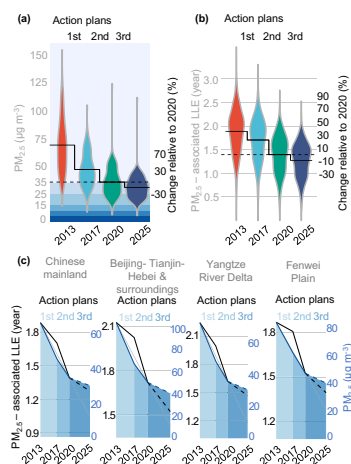 (a)
Action plans
1st 2nd 3rd
PM2.5 (μg m⁻³)
150
125
100
75
50
35
25
15
0
70
30
-30
Change relative to 2020 (%)
2013 2017 2020 2025
(b)
Action plans
1st 2nd 3rd
PM2.5 – associated LLE (year)
3.0
2.5
2.0
1.5
1.0
0.5
90
70
50
30
10
-10
-30
Change relative to 2020 (%)
2013 2017 2020 2025
(c)
Chinese
mainland
Action plans
1st 2nd 3rd
PM2.5 – associated LLE (year)
1.8
1.5
1.2
0.9
60
40
20
0
2013 2017 2020 2025
Beijing- Tianjin-
Hebei &
surroundings
Action plans
1st 2nd 3rd
2.1
1.8
1.5
100
80
60
40
20
0
2013 2017 2020 2025
Yangtze
River Delta
Action plans
1st 2nd 3rd
2.1
1.8
1.5
1.2
60
40
20
0
2013 2017 2020 2025
Fenwei
Plain
Action plans
1st 2nd 3rd
1.8
1.5
1.2
80
60
40
20
0
PM2.5 (μg m⁻³)
2013 2017 2020 2025